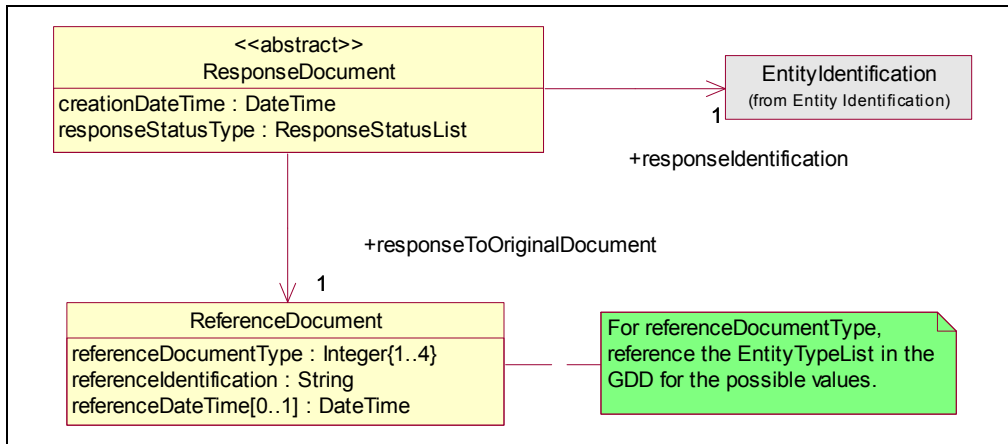 <<abstract>>
ResponseDocument
creationDateTime : DateTime
responseStatusType : ResponseStatusList
EntityIdentification
(from Entity Identification)
1
+responseIdentification
+responseToOriginalDocument
1
ReferenceDocument
referenceDocumentType : Integer{1..4}
referenceIdentification : String
referenceDateTime[0..1] : DateTime
For referenceDocumentType,
reference the EntityTypeList in the
GDD for the possible values.